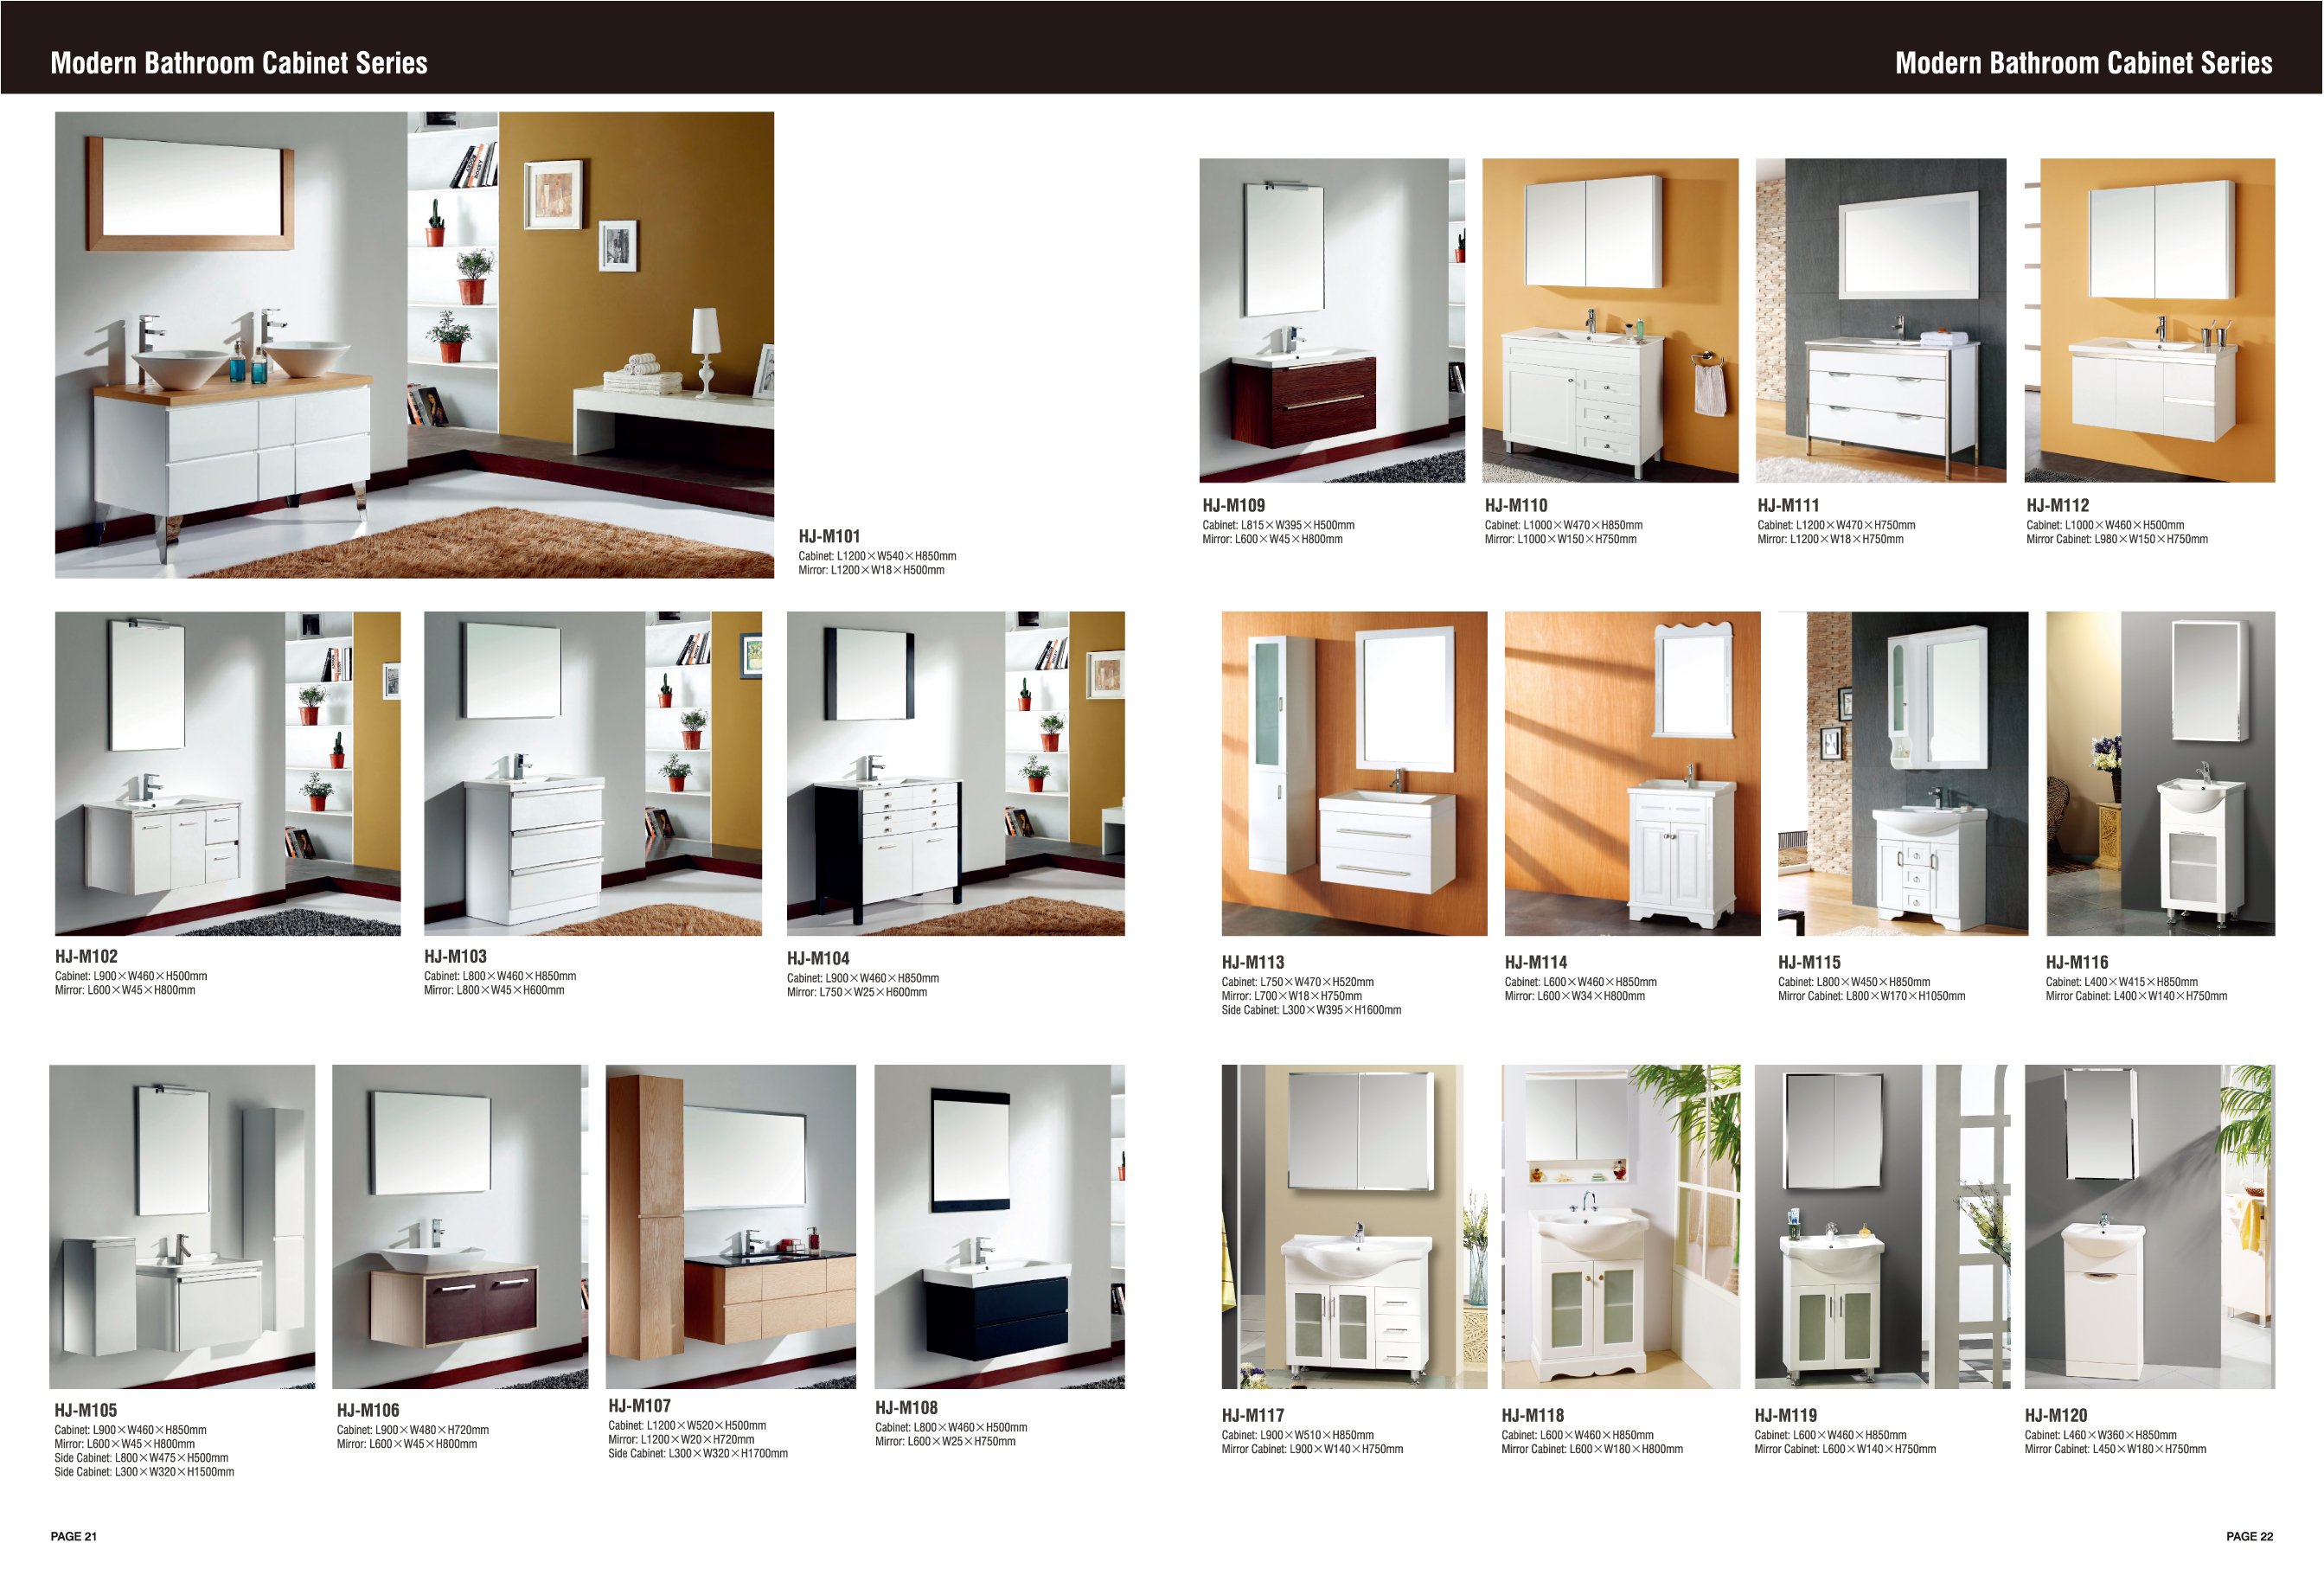 Modern Bathroom Cabinet Series
Modern Bathroom Cabinet Series
HJ-M101
Cabinet: L1200×W540×H850mm
Mirror: L1200×W18×H500mm
HJ-M102
Cabinet: L900×W460×H500mm
Mirror: L600×W45×H800mm
HJ-M103
Cabinet: L800×W460×H850mm
Mirror: L800×W45×H600mm
HJ-M104
Cabinet: L900×W460×H850mm
Mirror: L750×W25×H600mm
HJ-M105
Cabinet: L900×W460×H850mm
Mirror: L600×W45×H800mm
Side Cabinet: L800×W475×H500mm
Side Cabinet: L300×W320×H1500mm
HJ-M106
Cabinet: L900×W480×H720mm
Mirror: L600×W45×H800mm
HJ-M107
Cabinet: L1200×W520×H500mm
Mirror: L1200×W20×H720mm
Side Cabinet: L300×W320×H1700mm
HJ-M108
Cabinet: L800×W460×H500mm
Mirror: L600×W25×H750mm
PAGE 21
HJ-M109
Cabinet: L815×W395×H500mm
Mirror: L600×W45×H800mm
HJ-M110
Cabinet: L1000×W470×H850mm
Mirror: L1000×W150×H750mm
HJ-M111
Cabinet: L1200×W470×H750mm
Mirror: L1200×W18×H750mm
HJ-M112
Cabinet: L1000×W460×H500mm
Mirror Cabinet: L980×W150×H750mm
HJ-M113
Cabinet: L750×W470×H520mm
Mirror: L700×W18×H750mm
Side Cabinet: L300×W395×H1600mm
HJ-M114
Cabinet: L600×W460×H850mm
Mirror: L600×W34×H800mm
HJ-M115
Cabinet: L800×W450×H850mm
Mirror Cabinet: L800×W170×H1050mm
HJ-M116
Cabinet: L400×W415×H850mm
Mirror Cabinet: L400×W140×H750mm
HJ-M117
Cabinet: L900×W510×H850mm
Mirror Cabinet: L900×W140×H750mm
HJ-M118
Cabinet: L600×W460×H850mm
Mirror Cabinet: L600×W180×H800mm
HJ-M119
Cabinet: L600×W460×H850mm
Mirror Cabinet: L600×W140×H750mm
HJ-M120
Cabinet: L460×W360×H850mm
Mirror Cabinet: L450×W180×H750mm
PAGE 22